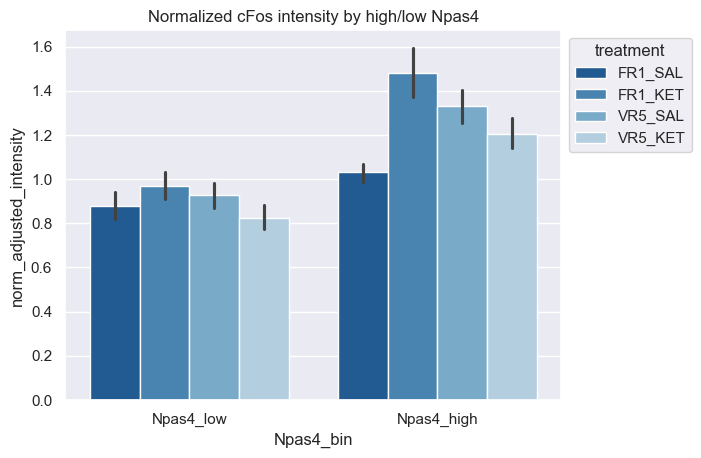 Normalized cFos intensity by high/low Npas4
norm_adjusted_intensity
1.6
1.4
1.2
1.0
0.8
0.6
0.4
0.2
0.0
Npas4_low
Npas4_high
Npas4_bin
treatment
FR1_SAL
FR1_KET
VR5_SAL
VR5_KET